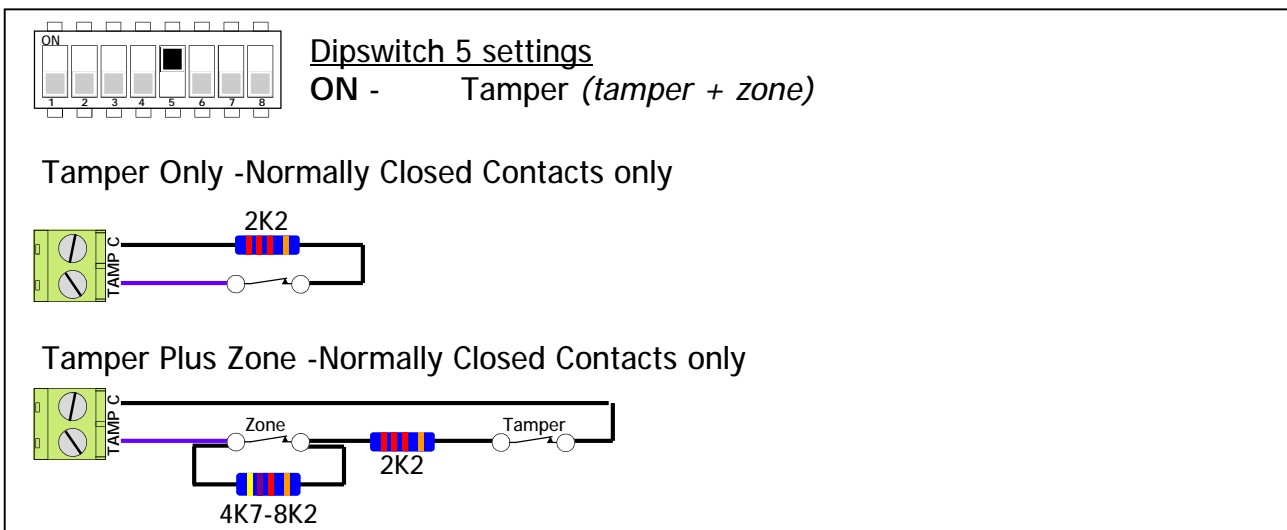 ON
1 2 3 4 5 6 7 8
Dipswitch 5 settings
ON - Tamper (tamper + zone)
Tamper Only -Normally Closed Contacts only
2K2
TAMP C
Tamper Plus Zone -Normally Closed Contacts only
TAMP C
Zone
Tamper
2K2
4K7-8K2